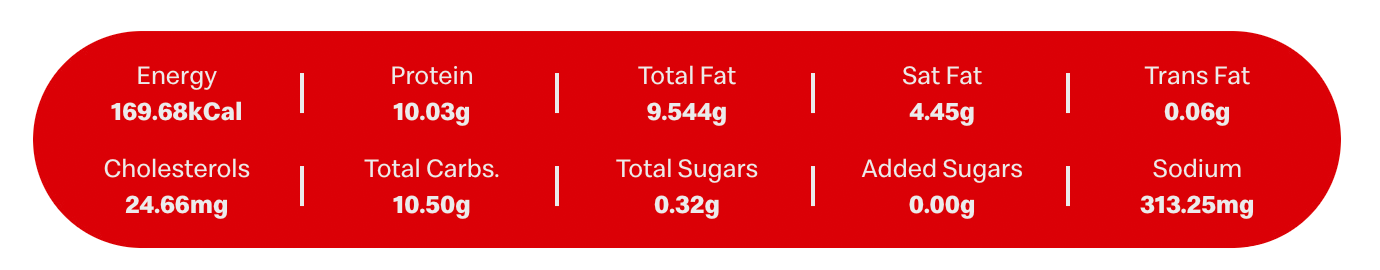 Energy
169.68kCal
Protein
10.03g
Total Fat
9.544g
Sat Fat
4.45g
Trans Fat
0.06g
Cholesterols
24.66mg
Total Carbs.
10.50g
Total Sugars
0.32g
Added Sugars
0.00g
Sodium
313.25mg